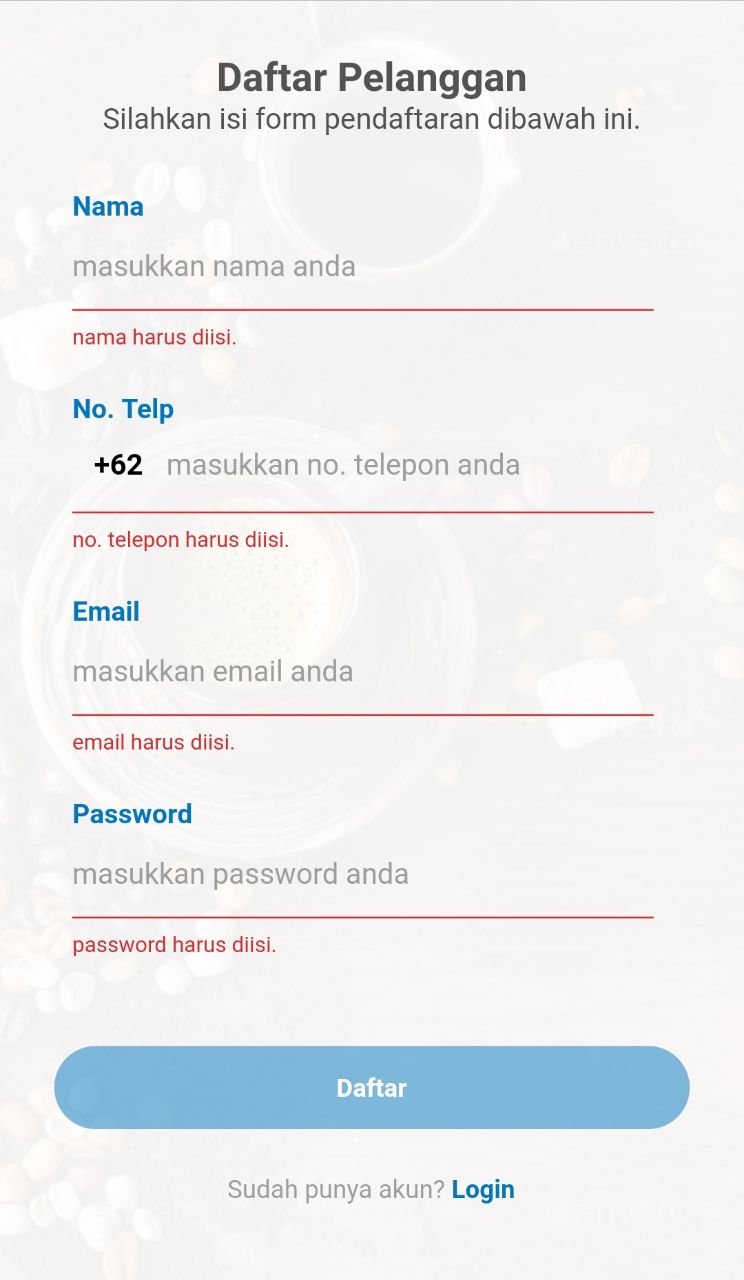 Daftar Pelanggan
Silahkan isi form pendaftaran dibawah ini.
Nama
envato
masukkan nama anda
nama harus diisi.
No. Telp
+62 masukkan no. telepon anda
no. telepon harus diisi.
Email
masukkan email anda
email harus diisi.
Password
masukkan password anda
password harus diisi.
Daftar
Sudah punya akun? Login
envato